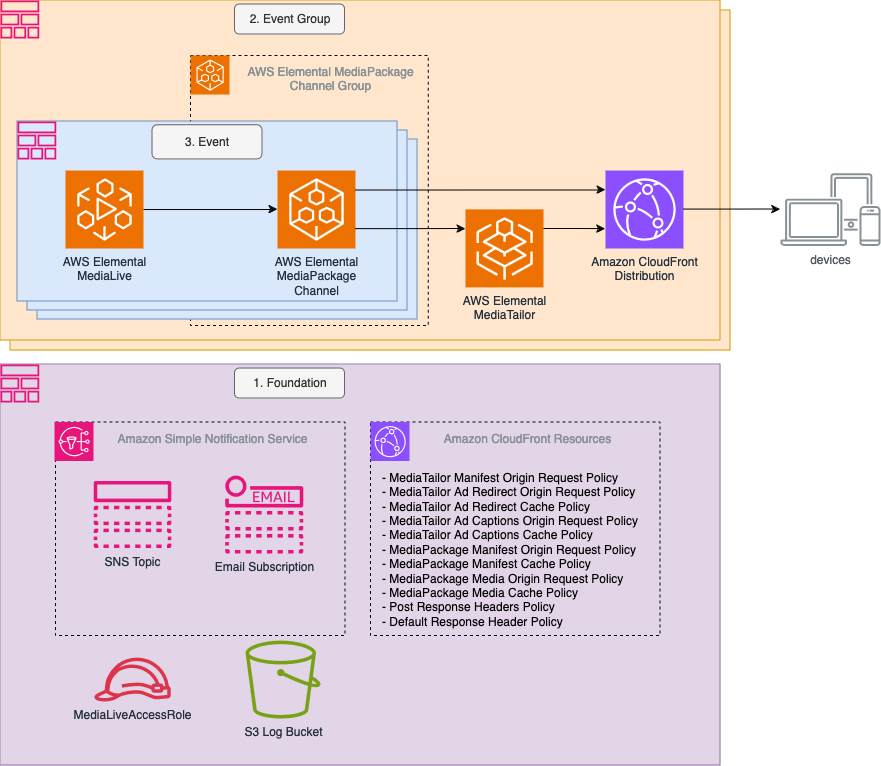 2. Event Group
AWS Elemental MediaPackage
Channel Group
3. Event
AWS Elemental
MediaLive
AWS Elemental
MediaPackage
Channel
AWS Elemental
MediaTailor
Amazon CloudFront
Distribution
devices
1. Foundation
Amazon Simple Notification Service
EMAIL
SNS Topic
Email Subscription
Amazon CloudFront Resources
- MediaTailor Manifest Origin Request Policy
- MediaTailor Ad Redirect Origin Request Policy
- MediaTailor Ad Redirect Cache Policy
- MediaTailor Ad Captions Origin Request Policy
- MediaTailor Ad Captions Cache Policy
- MediaPackage Manifest Origin Request Policy
- MediaPackage Manifest Cache Policy
- MediaPackage Media Origin Request Policy
- MediaPackage Media Cache Policy
- Post Response Headers Policy
- Default Response Header Policy
MediaLiveAccessRole
S3 Log Bucket